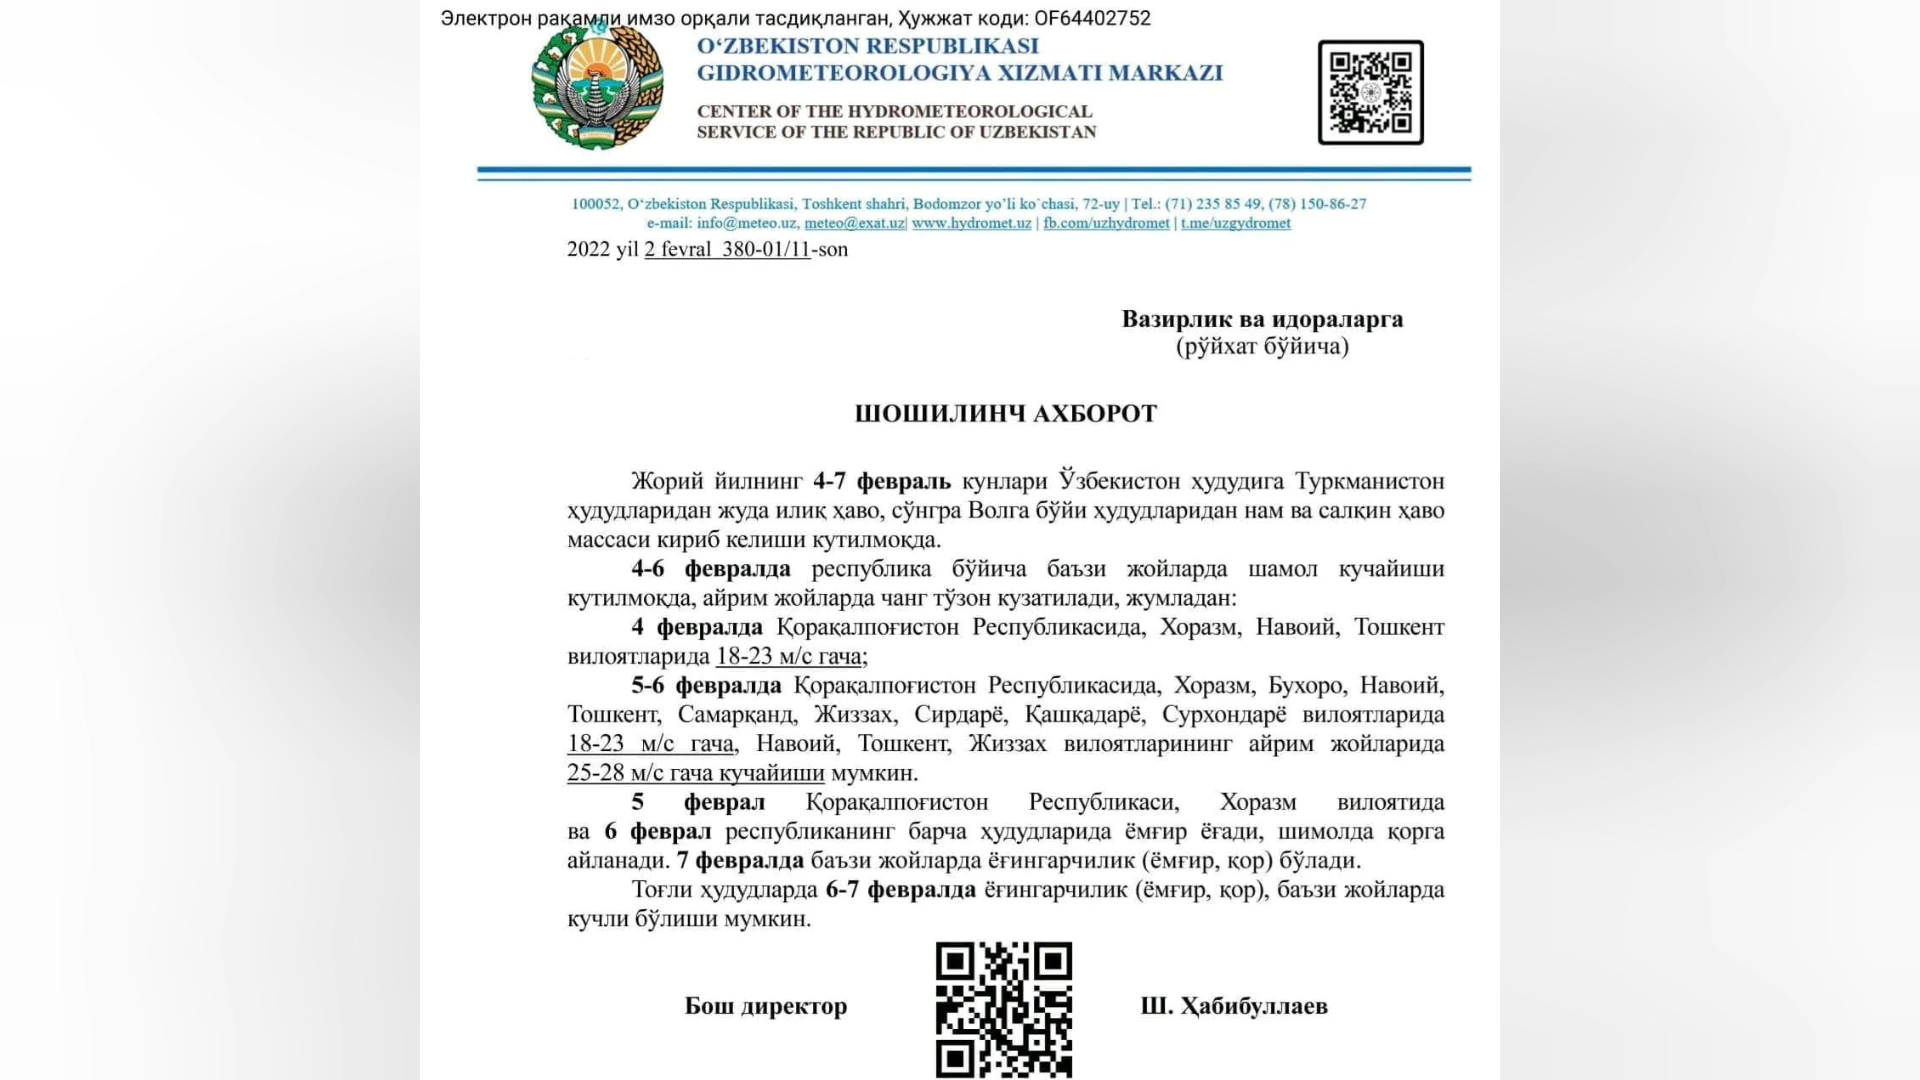 Электрон рақамли имзо орқали тасдиқланган, Ҳужжат коди: OF64402752
O‘ZBEKISTON RESPUBLIKASI
GIDROMETEOROLOGIYA XIZMATI MARKAZI
CENTER OF THE HYDROMETEOROLOGICAL
SERVICE OF THE REPUBLIC OF UZBEKISTAN
100052, O‘zbekiston Respublikasi, Toshkent shahri, Bodomzor yo’li ko`chasi, 72-uy | Tel.: (71) 235 85 49, (78) 150-86-27
e-mail: info@meteo.uz, meteo@exat.uz| www.hydromet.uz | fb.com/uzhydromet | t.me/uzgydromet
2022 yil 2 fevral 380-01/11-son
Вазирлик ва идораларга
(рўйхат бўйича)
ШОШИЛИНЧ АХБОРОТ
Жорий йилнинг 4-7 февраль кунлари Ўзбекистон ҳудудига Туркманистон
ҳудудларидан жуда илиқ ҳаво, сўнгра Волга бўйи ҳудудларидан нам ва салқин ҳаво
массаси кириб келиши кутилмоқда.
4-6 февралда республика бўйича баъзи жойларда шамол кучайиши
кутилмоқда, айрим жойларда чанг тўзон кузатилади, жумладан:
4 февралда Қорақалпоғистон Республикасида, Хоразм, Навоий, Тошкент
вилоятларида 18-23 м/с гача;
5-6 февралда Қорақалпоғистон Республикасида, Хоразм, Бухоро, Навоий,
Тошкент, Самарқанд, Жиззах, Сирдарё, Қашқадарё, Сурхондарё вилоятларида
18-23 м/с гача, Навоий, Тошкент, Жиззах вилоятларининг айрим жойларида
25-28 м/с гача кучайиши мумкин.
5 феврал Қорақалпоғистон Республикаси, Хоразм вилоятида
ва 6 феврал республиканинг барча ҳудудларида ёмғир ёғади, шимолда қорга
айланади. 7 февралда баъзи жойларда ёғингарчилик (ёмғир, қор) бўлади.
Тоғли ҳудудларда 6-7 февралда ёғингарчилик (ёмғир, қор), баъзи жойларда
кучли бўлиши мумкин.
Бош директор
Ш. Ҳабибуллаев